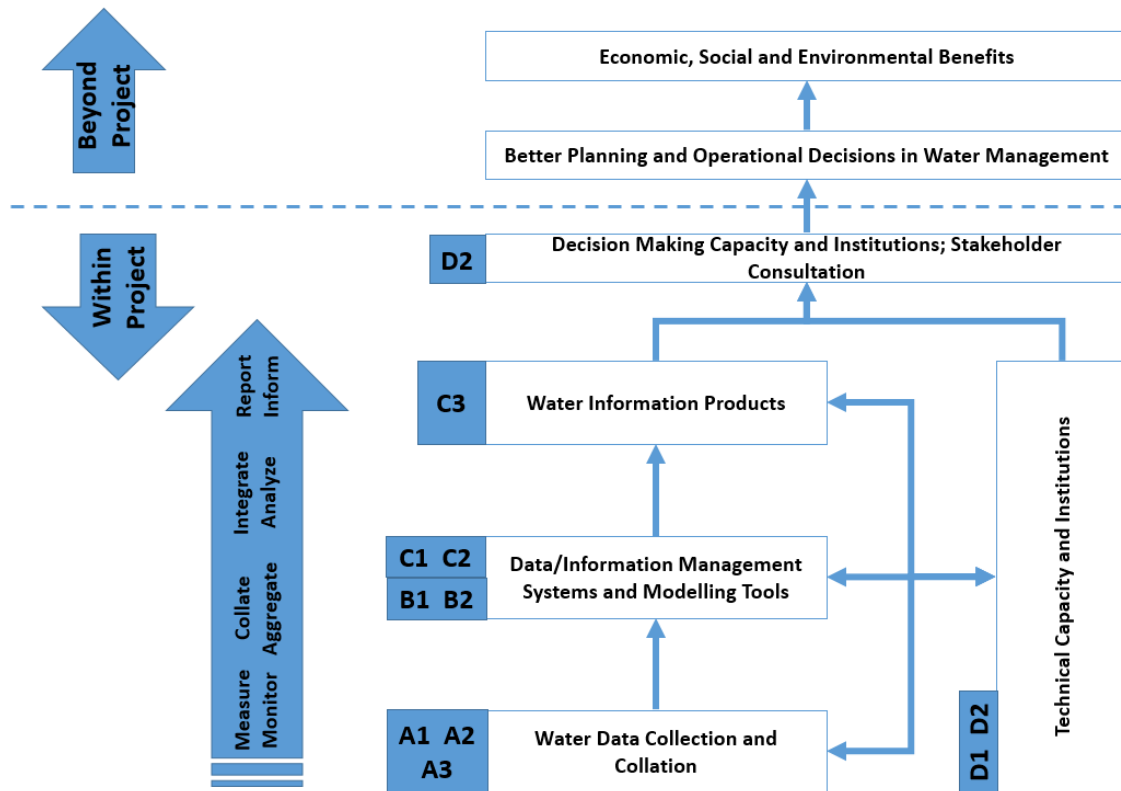 Beyond
Project
Economic, Social and Environmental Benefits
Better Planning and Operational Decisions in Water Management
Within
Project
D2
Decision Making Capacity and Institutions; Stakeholder
Consultation
Report
Inform
Integrate
Analyze
Collate
Aggregate
Measure
Monitor
C3
Water Information Products
C1 C2
B1 B2
Data/Information Management
Systems and Modelling Tools
A1 A2
A3
Water Data Collection and
Collation
D1 D2
Technical Capacity and Institutions